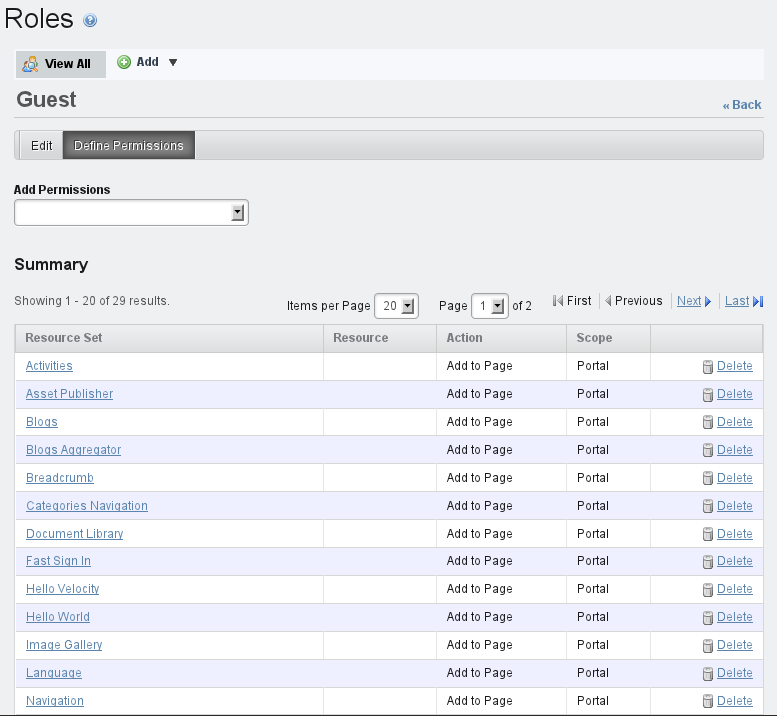 Roles
View All Add
Guest
« Back
Edit Define Permissions
Add Permissions
Summary
Showing 1 - 20 of 29 results. Items per Page 20 Page 1 of 2 First Previous Next Last
Resource Set Resource Action Scope
Activities Add to Page Portal Delete
Asset Publisher Add to Page Portal Delete
Blogs Add to Page Portal Delete
Blogs Aggregator Add to Page Portal Delete
Breadcrumb Add to Page Portal Delete
Categories Navigation Add to Page Portal Delete
Document Library Add to Page Portal Delete
Fast Sign In Add to Page Portal Delete
Hello Velocity Add to Page Portal Delete
Hello World Add to Page Portal Delete
Image Gallery Add to Page Portal Delete
Language Add to Page Portal Delete
Navigation Add to Page Portal Delete